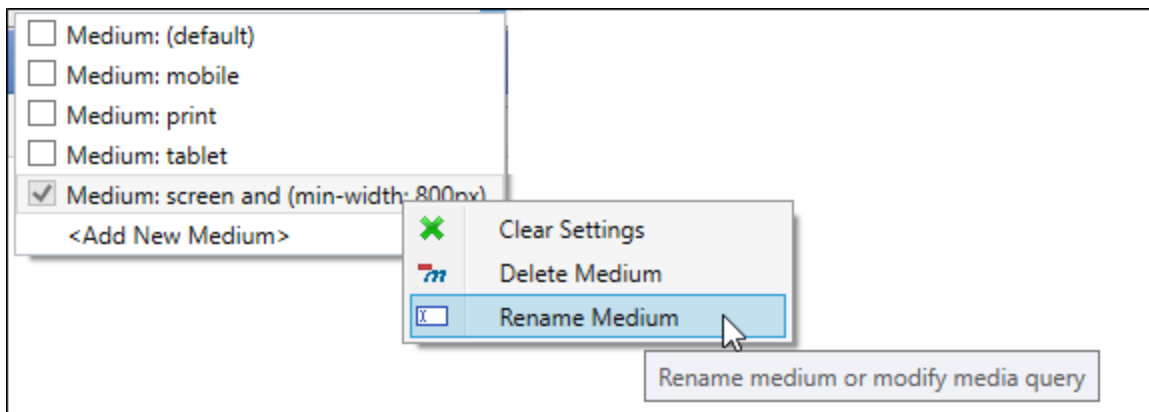 Medium: (default)
Medium: mobile
Medium: print
Medium: tablet
Medium: screen and (min-width: 800px)
<Add New Medium>
Clear Settings
Delete Medium
Rename Medium
Rename medium or modify media query